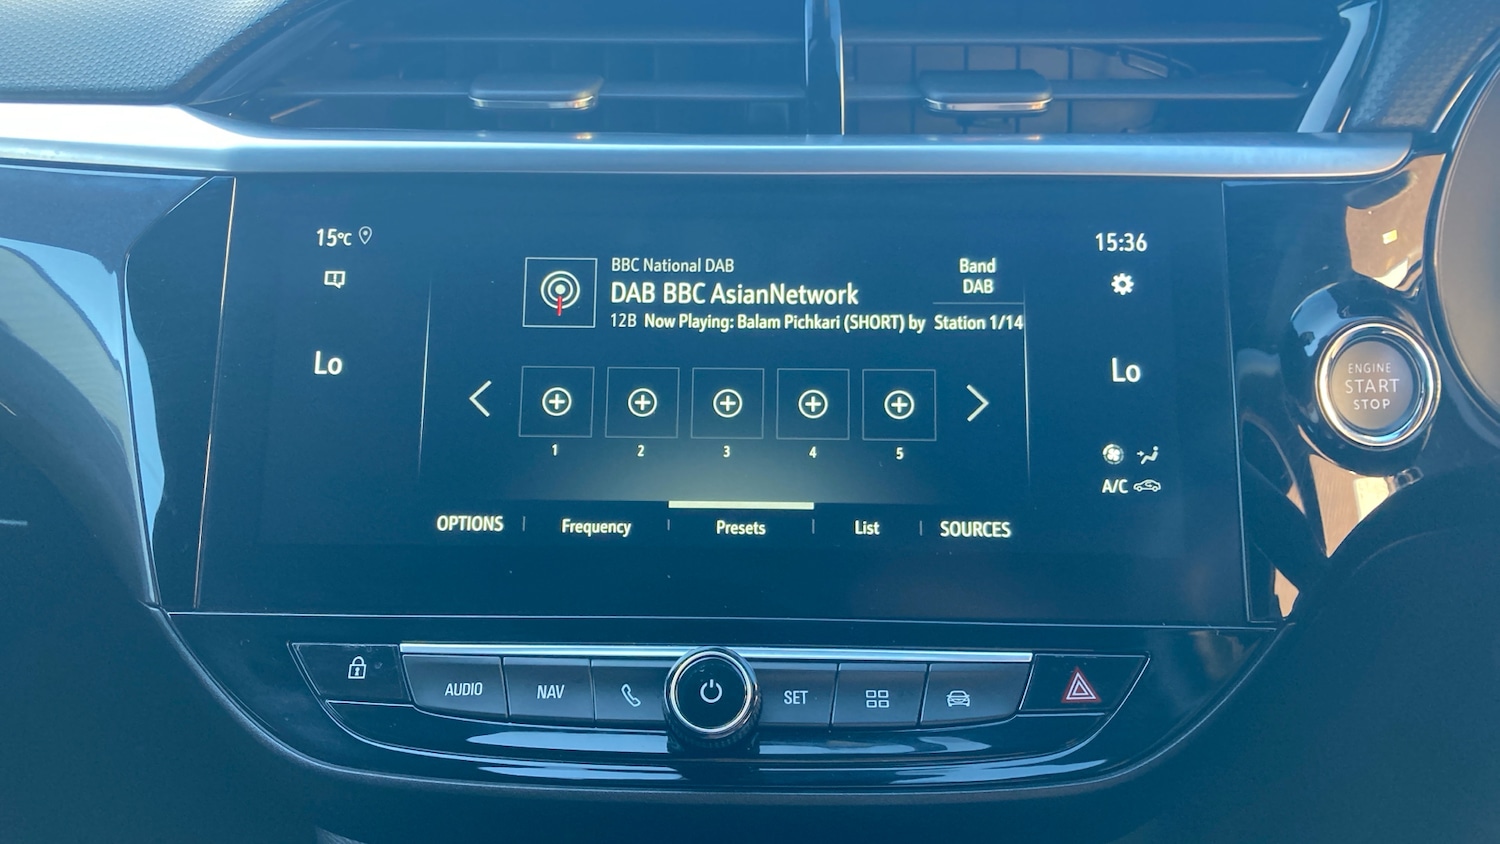 15°C
15:36
BBC National DAB
DAB BBC AsianNetwork
12B Now Playing: Balam Pichkari (SHORT) by
Band
DAB
Station 1/14
Lo
Lo
1 2 3 4 5
A/C
OPTIONS Frequency Presets List SOURCES
ENGINE
START
STOP
AUDIO NAV SET